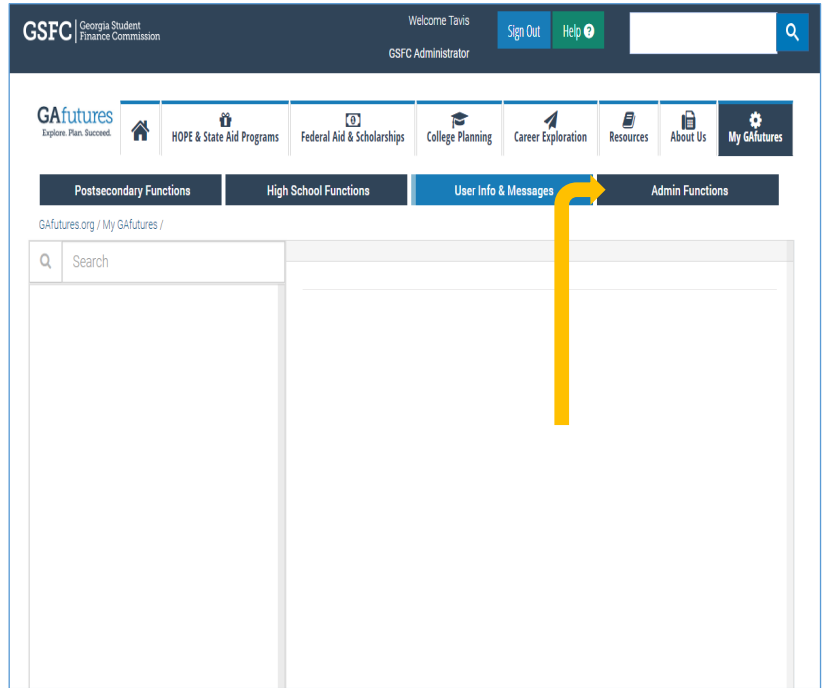 GSFC Georgia Student
Finance Commission
Welcome Tavis
GSFC Administrator
Sign Out
Help
GAfutures
Explore. Plan. Succeed.
HOPE & State Aid Programs
Federal Aid & Scholarships
College Planning
Career Exploration
Resources
About Us
My GAfutures
Postsecondary Functions
High School Functions
User Info & Messages
Admin Functions
GAfutures.org / My GAfutures /
Search